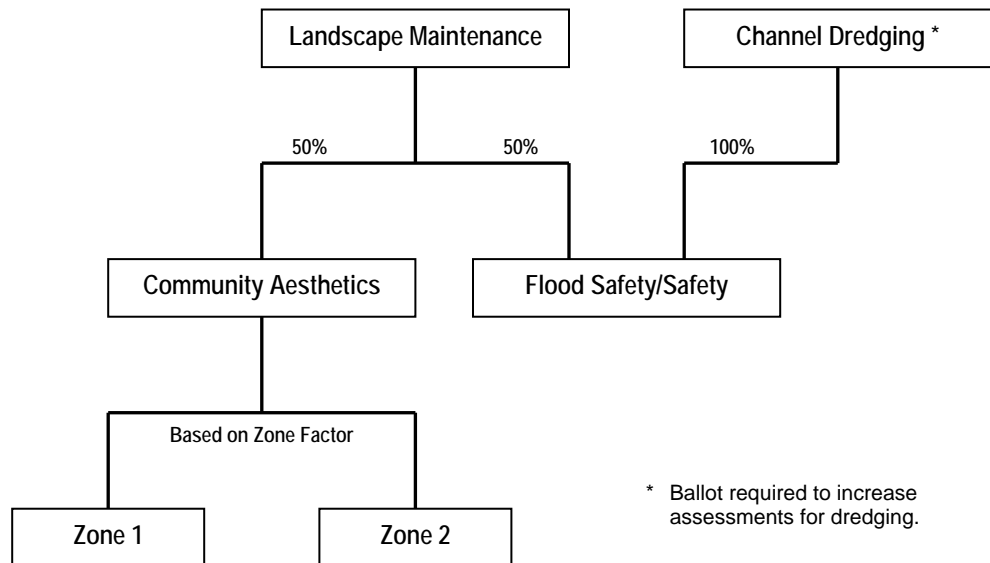 Landscape Maintenance
Channel Dredging *
50%
50%
100%
Community Aesthetics
Flood Safety/Safety
Based on Zone Factor
Zone 1
Zone 2
* Ballot required to increase
assessments for dredging.